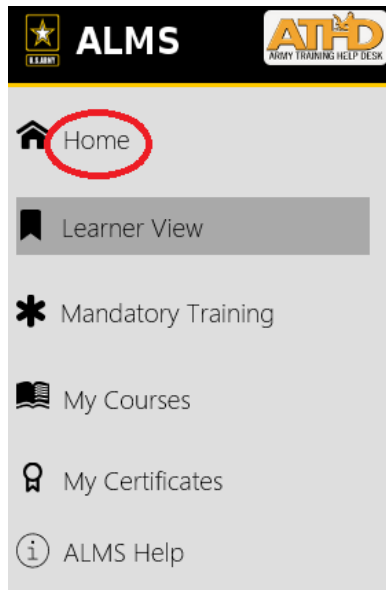 U.S.ARMY
ALMS
ATHD
ARMY TRAINING HELP DESK
Home
Learner View
Mandatory Training
My Courses
My Certificates
i ALMS Help